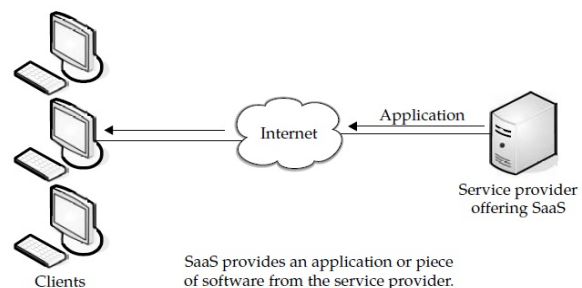 Application
Internet
Service provider
offering SaaS
Clients
SaaS provides an application or piece
of software from the service provider.